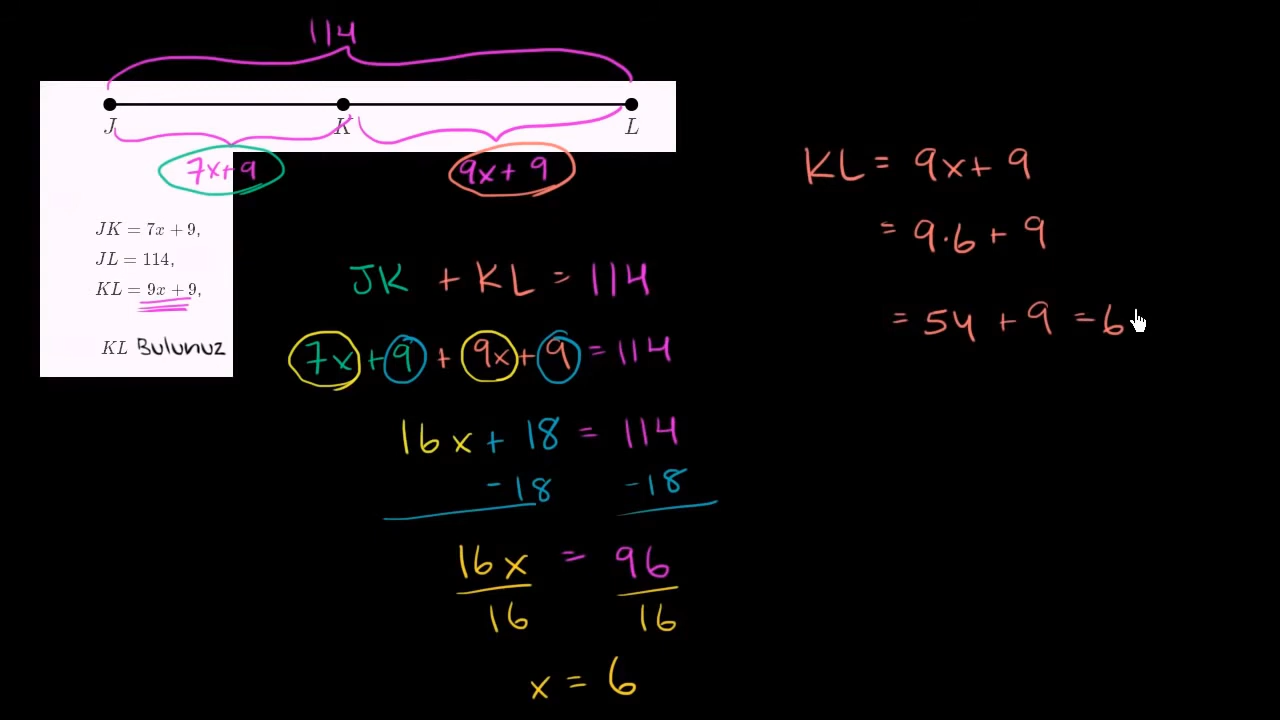 114
J K L
7x+9 9x+9
JK = 7x + 9,
JL = 114,
KL = 9x + 9,
KL Bulunuz
JK + KL = 114
7x + 9 + 9x + 9 = 114
16x + 18 = 114
-18 -18
16x = 96
16 16
x = 6
KL = 9x + 9
= 9·6 + 9
= 54 + 9 = 6